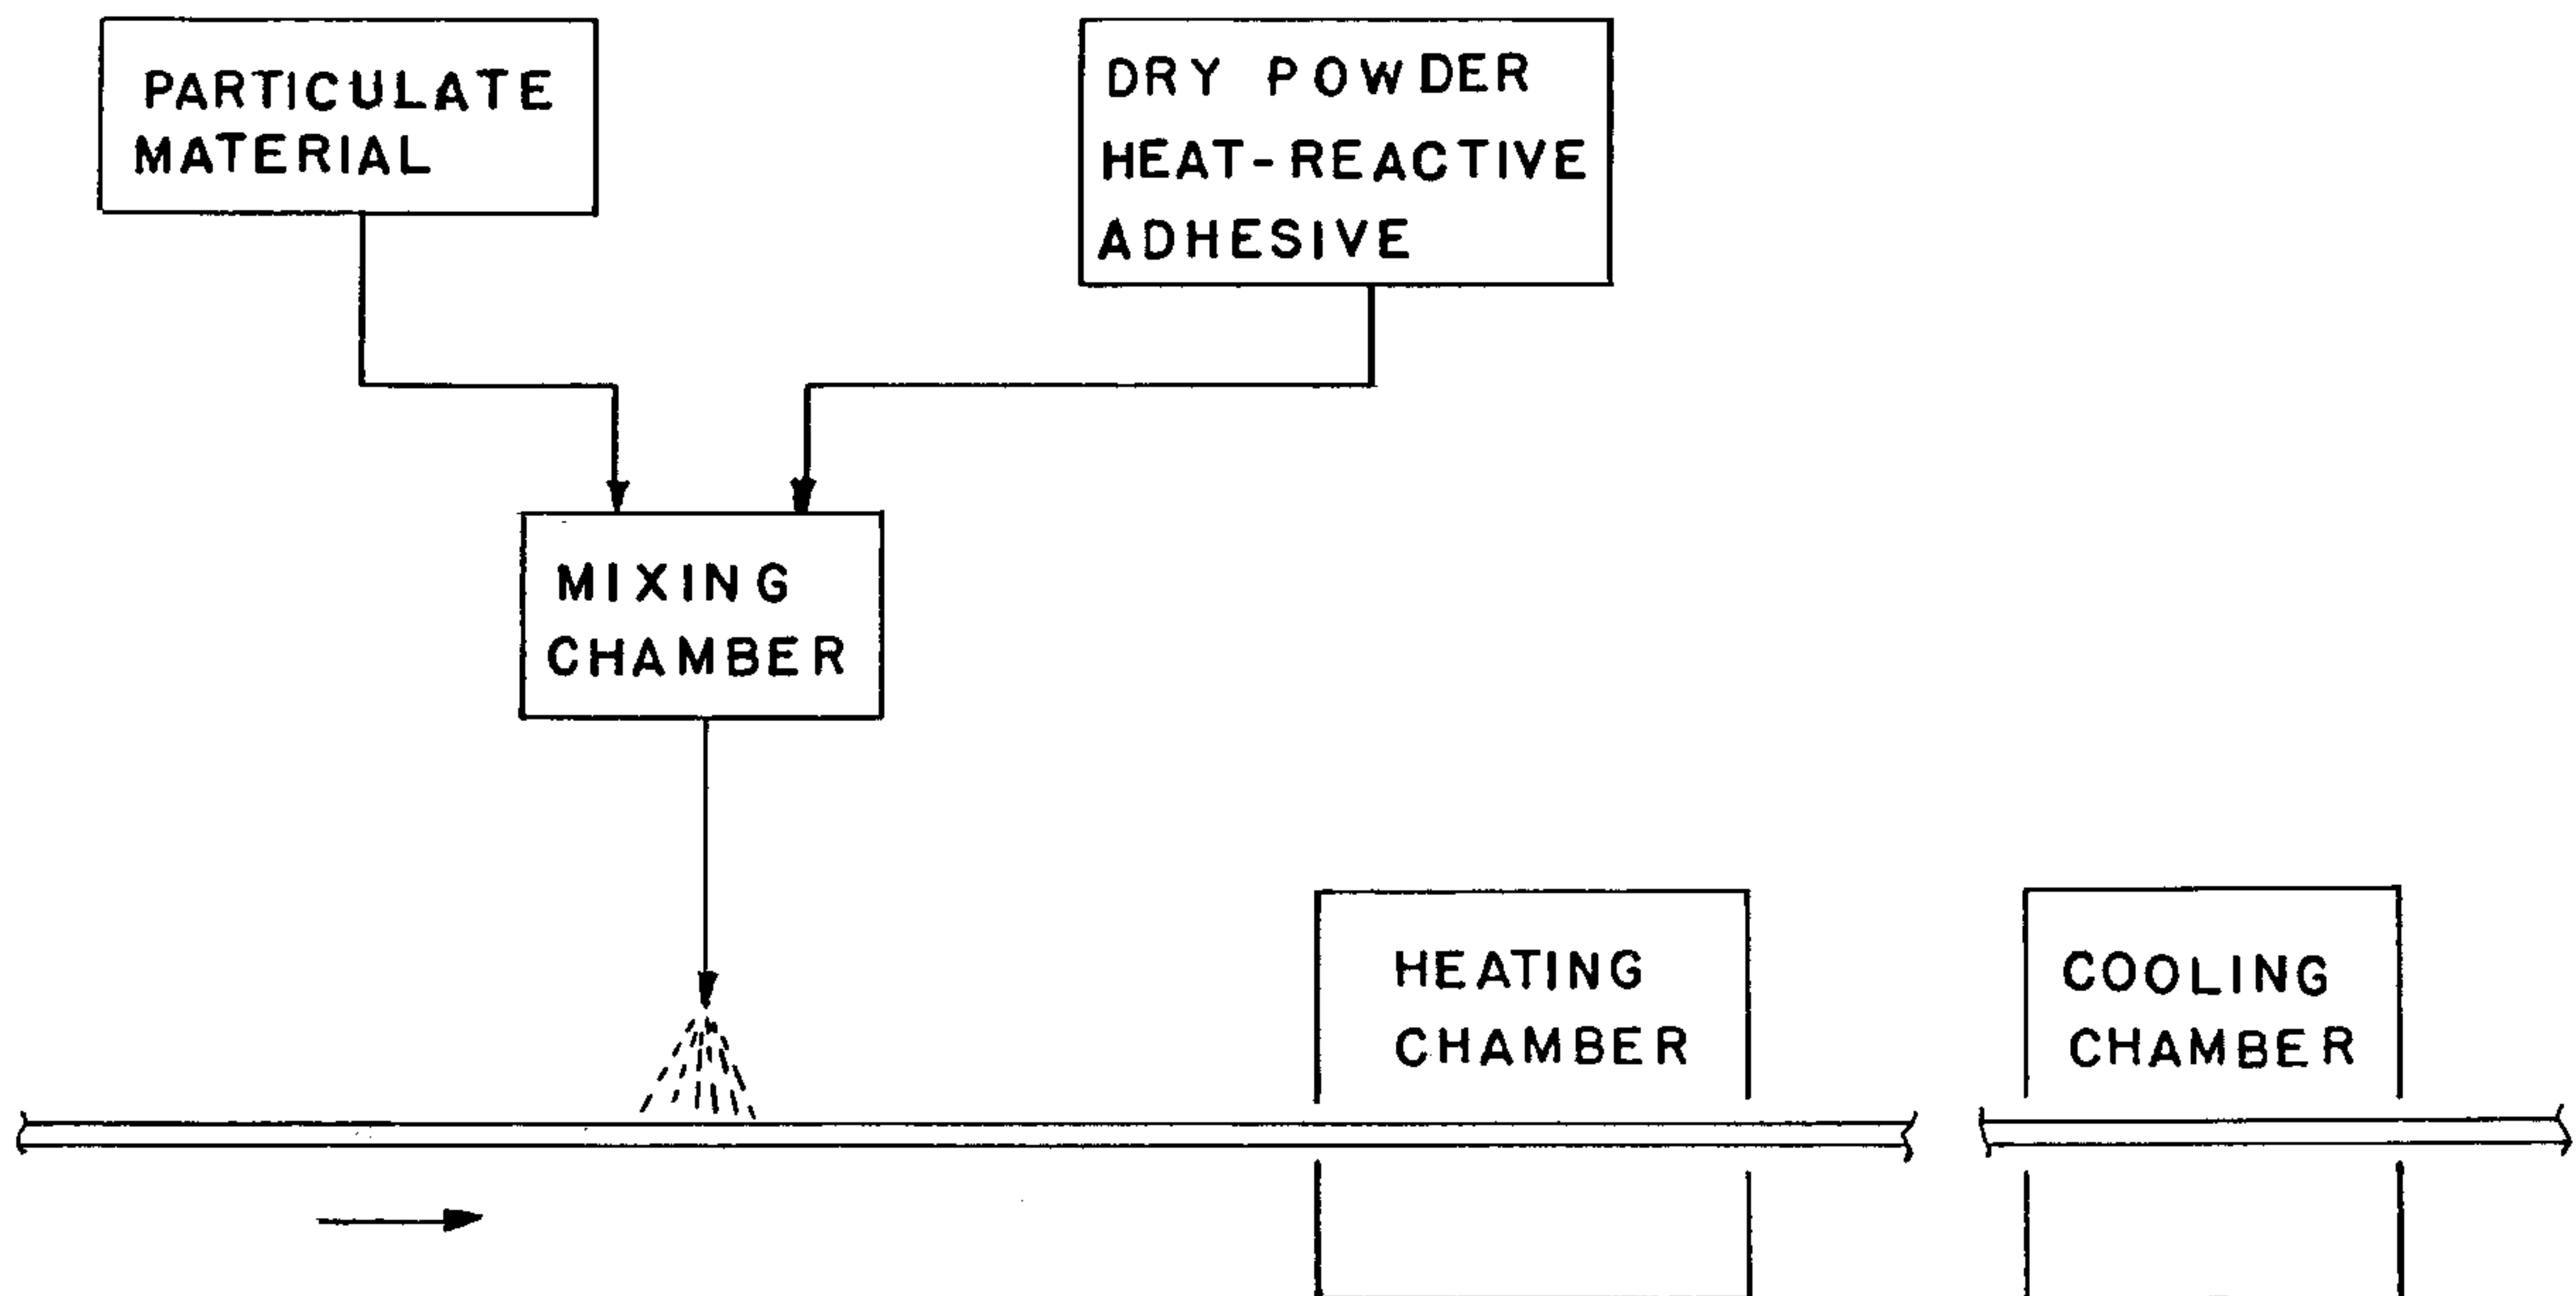 PARTICULATE
MATERIAL
DRY POWDER
HEAT-REACTIVE
ADHESIVE
MIXING
CHAMBER
HEATING
CHAMBER
COOLING
CHAMBER